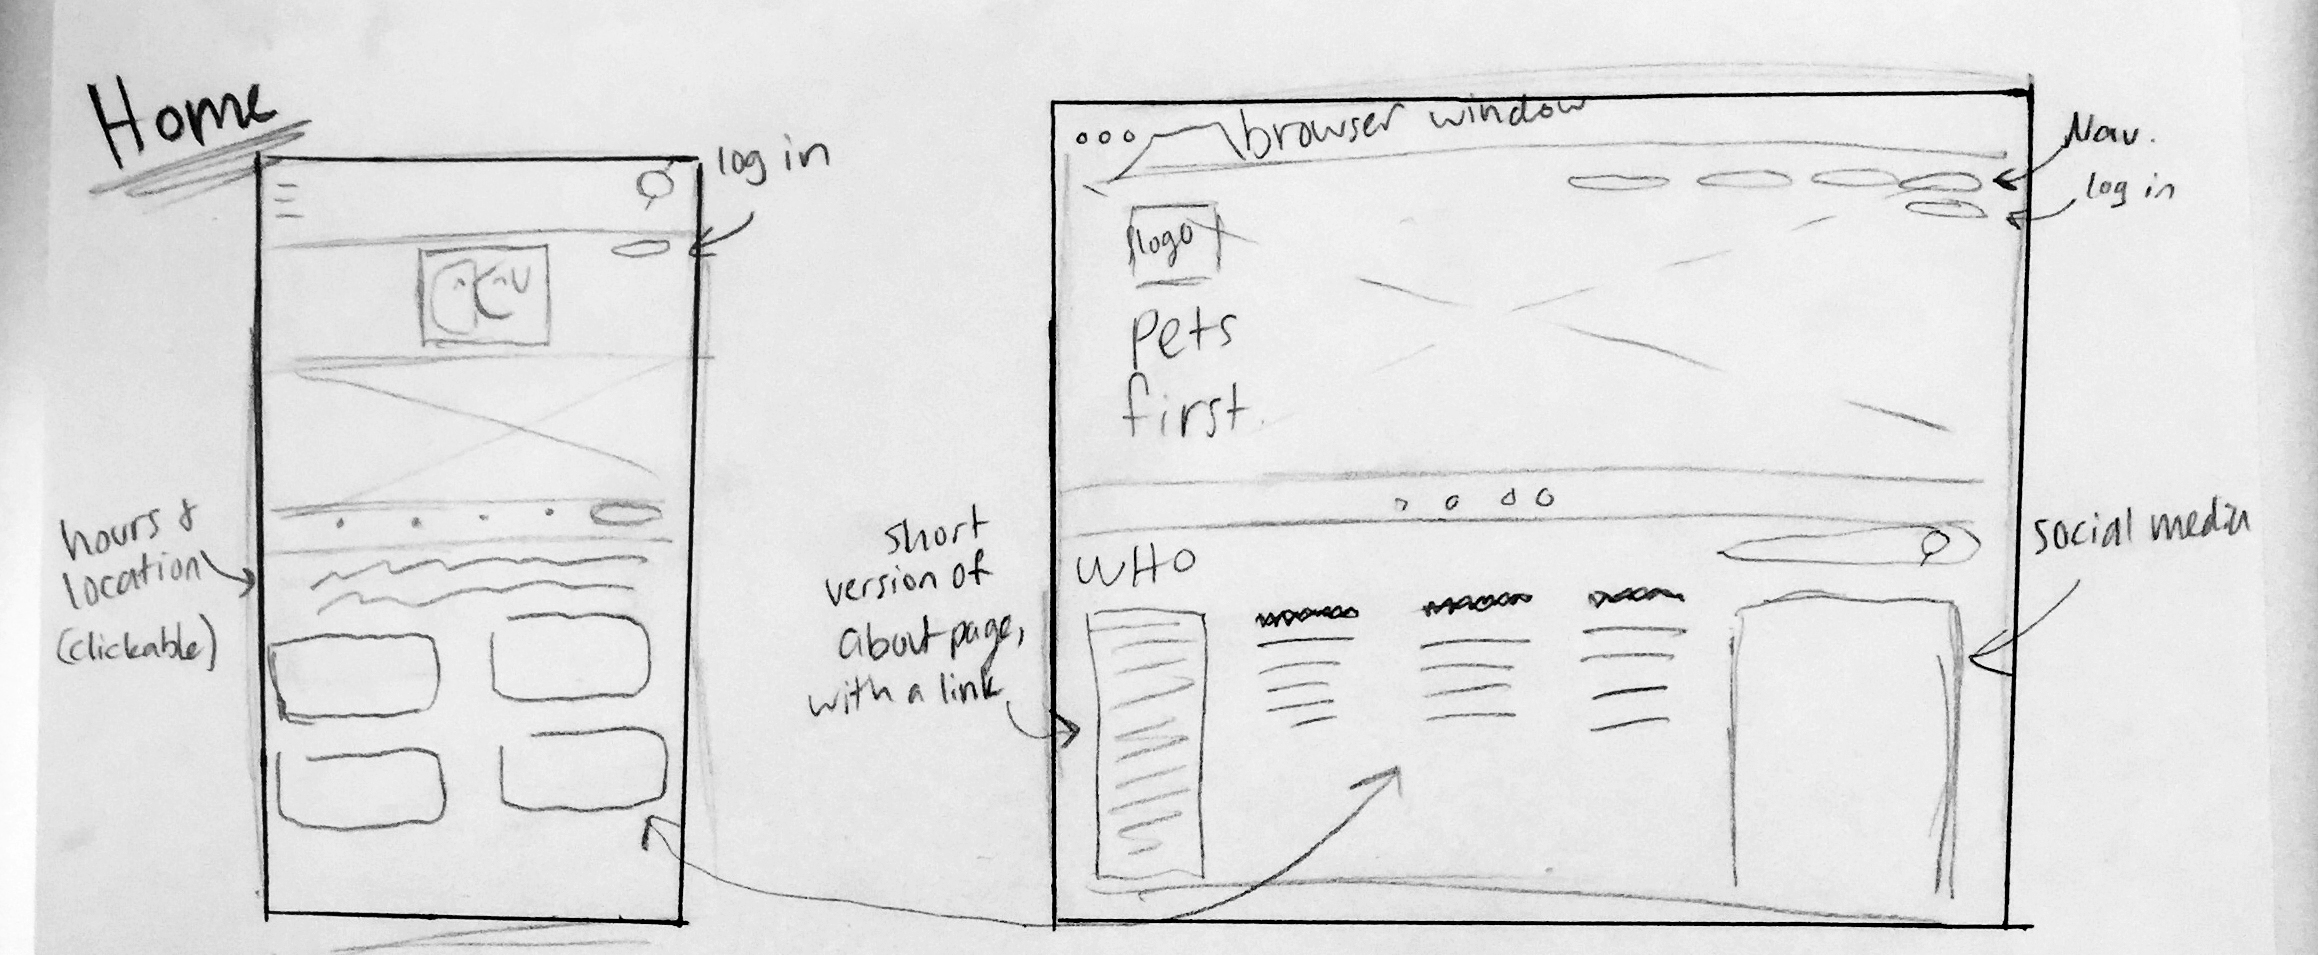 Home
log in
hours &
location
(clickable)
browser window
Nav.
log in
logo
Pets
first.
short
version of
about page,
with a link
WHO
social media